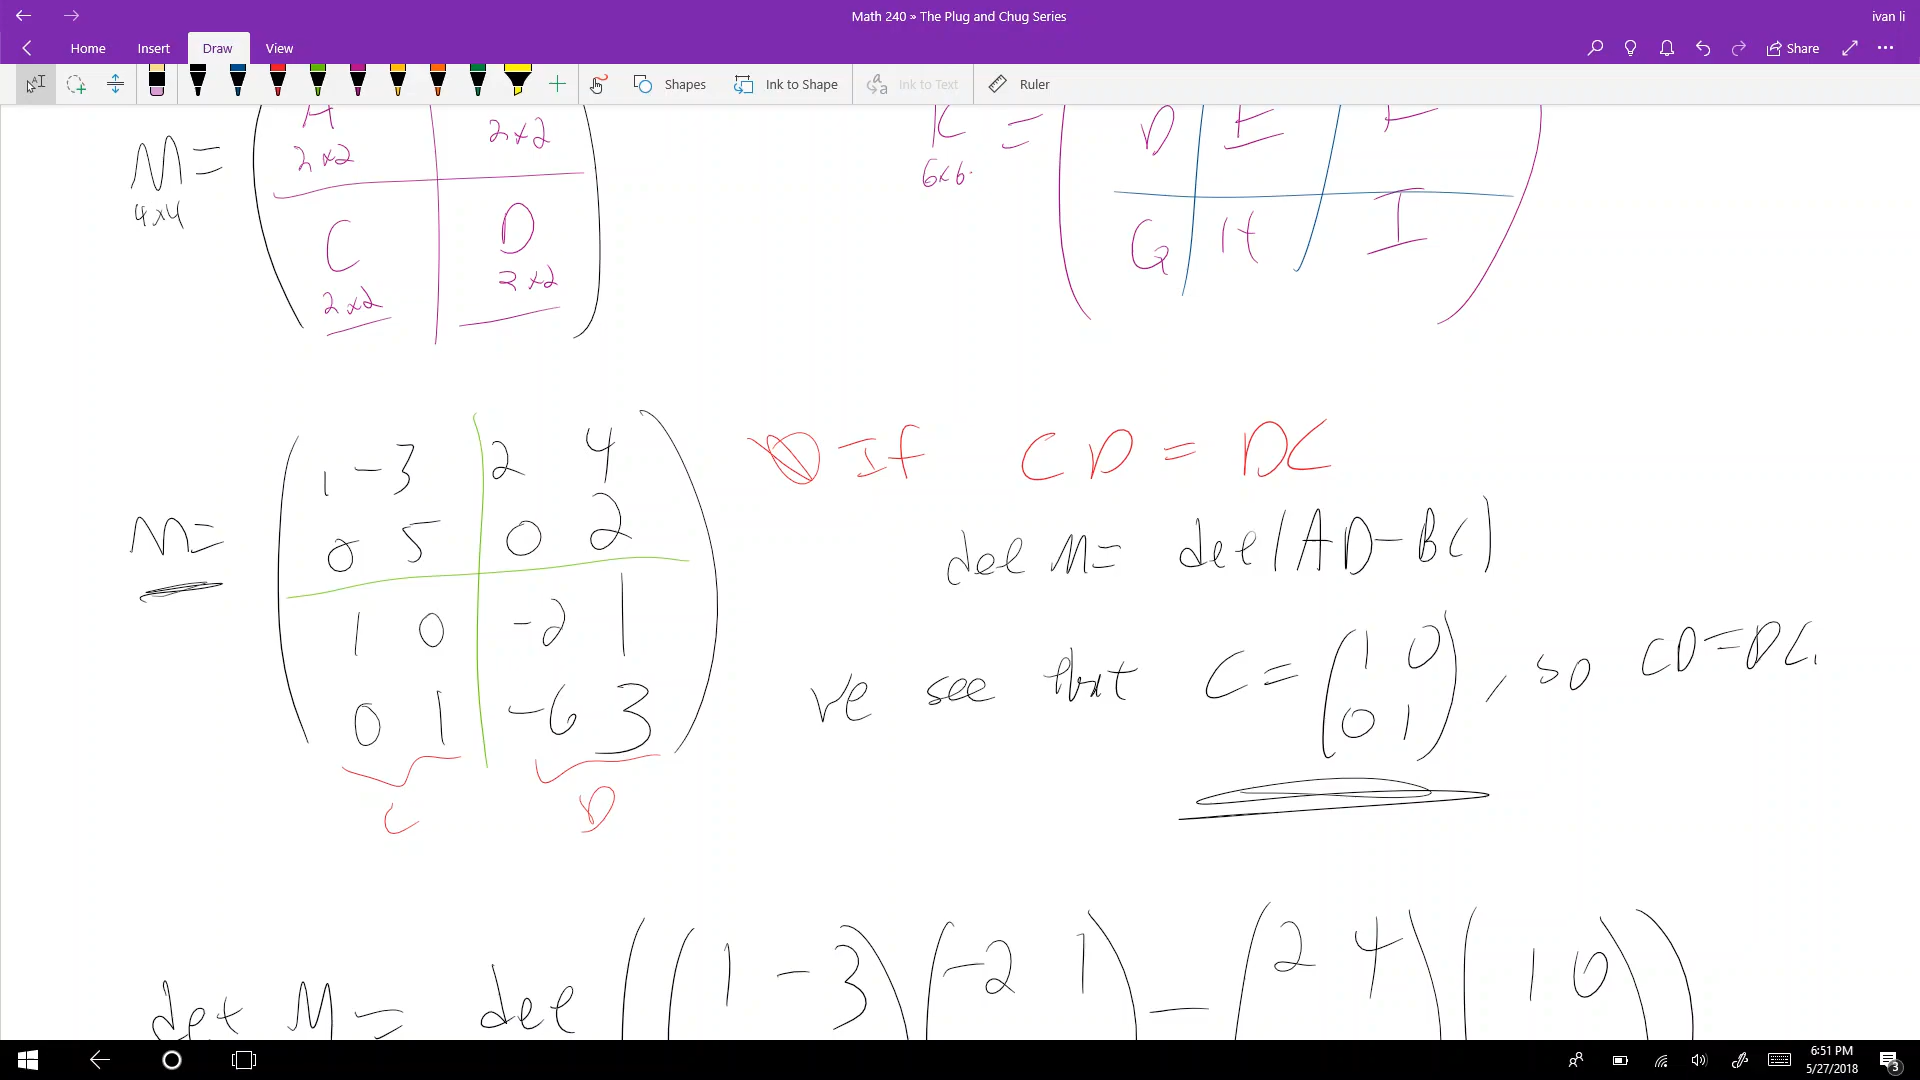 Math 240 » The Plug and Chug Series
ivan li
Home Insert Draw View
Share
Shapes Ink to Shape Ink to Text Ruler
M = 4x4
A 2x2 2x2
C 2x2 D 2x2
K 6x6 =
D E F
G H I
M =
1 -3 2 4
0 5 0 2
1 0 -2 1
0 1 -6 3
C D
If CD = DC
det M = det(AD-BC)
we see that C = (1 0
0 1), so CD=DC.
det M = det((1 -3)(-2 1) - (2 4)(1 0))
6:51 PM
5/27/2018
3